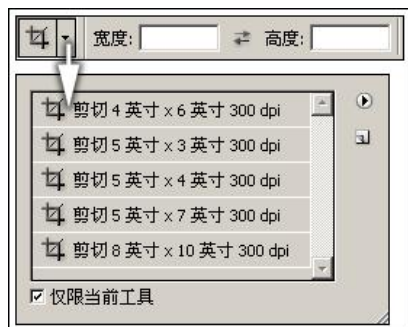 宽度: 高度:
剪切 4 英寸 x 6 英寸 300 dpi
剪切 5 英寸 x 3 英寸 300 dpi
剪切 5 英寸 x 4 英寸 300 dpi
剪切 5 英寸 x 7 英寸 300 dpi
剪切 8 英寸 x 10 英寸 300 dpi
仅限当前工具